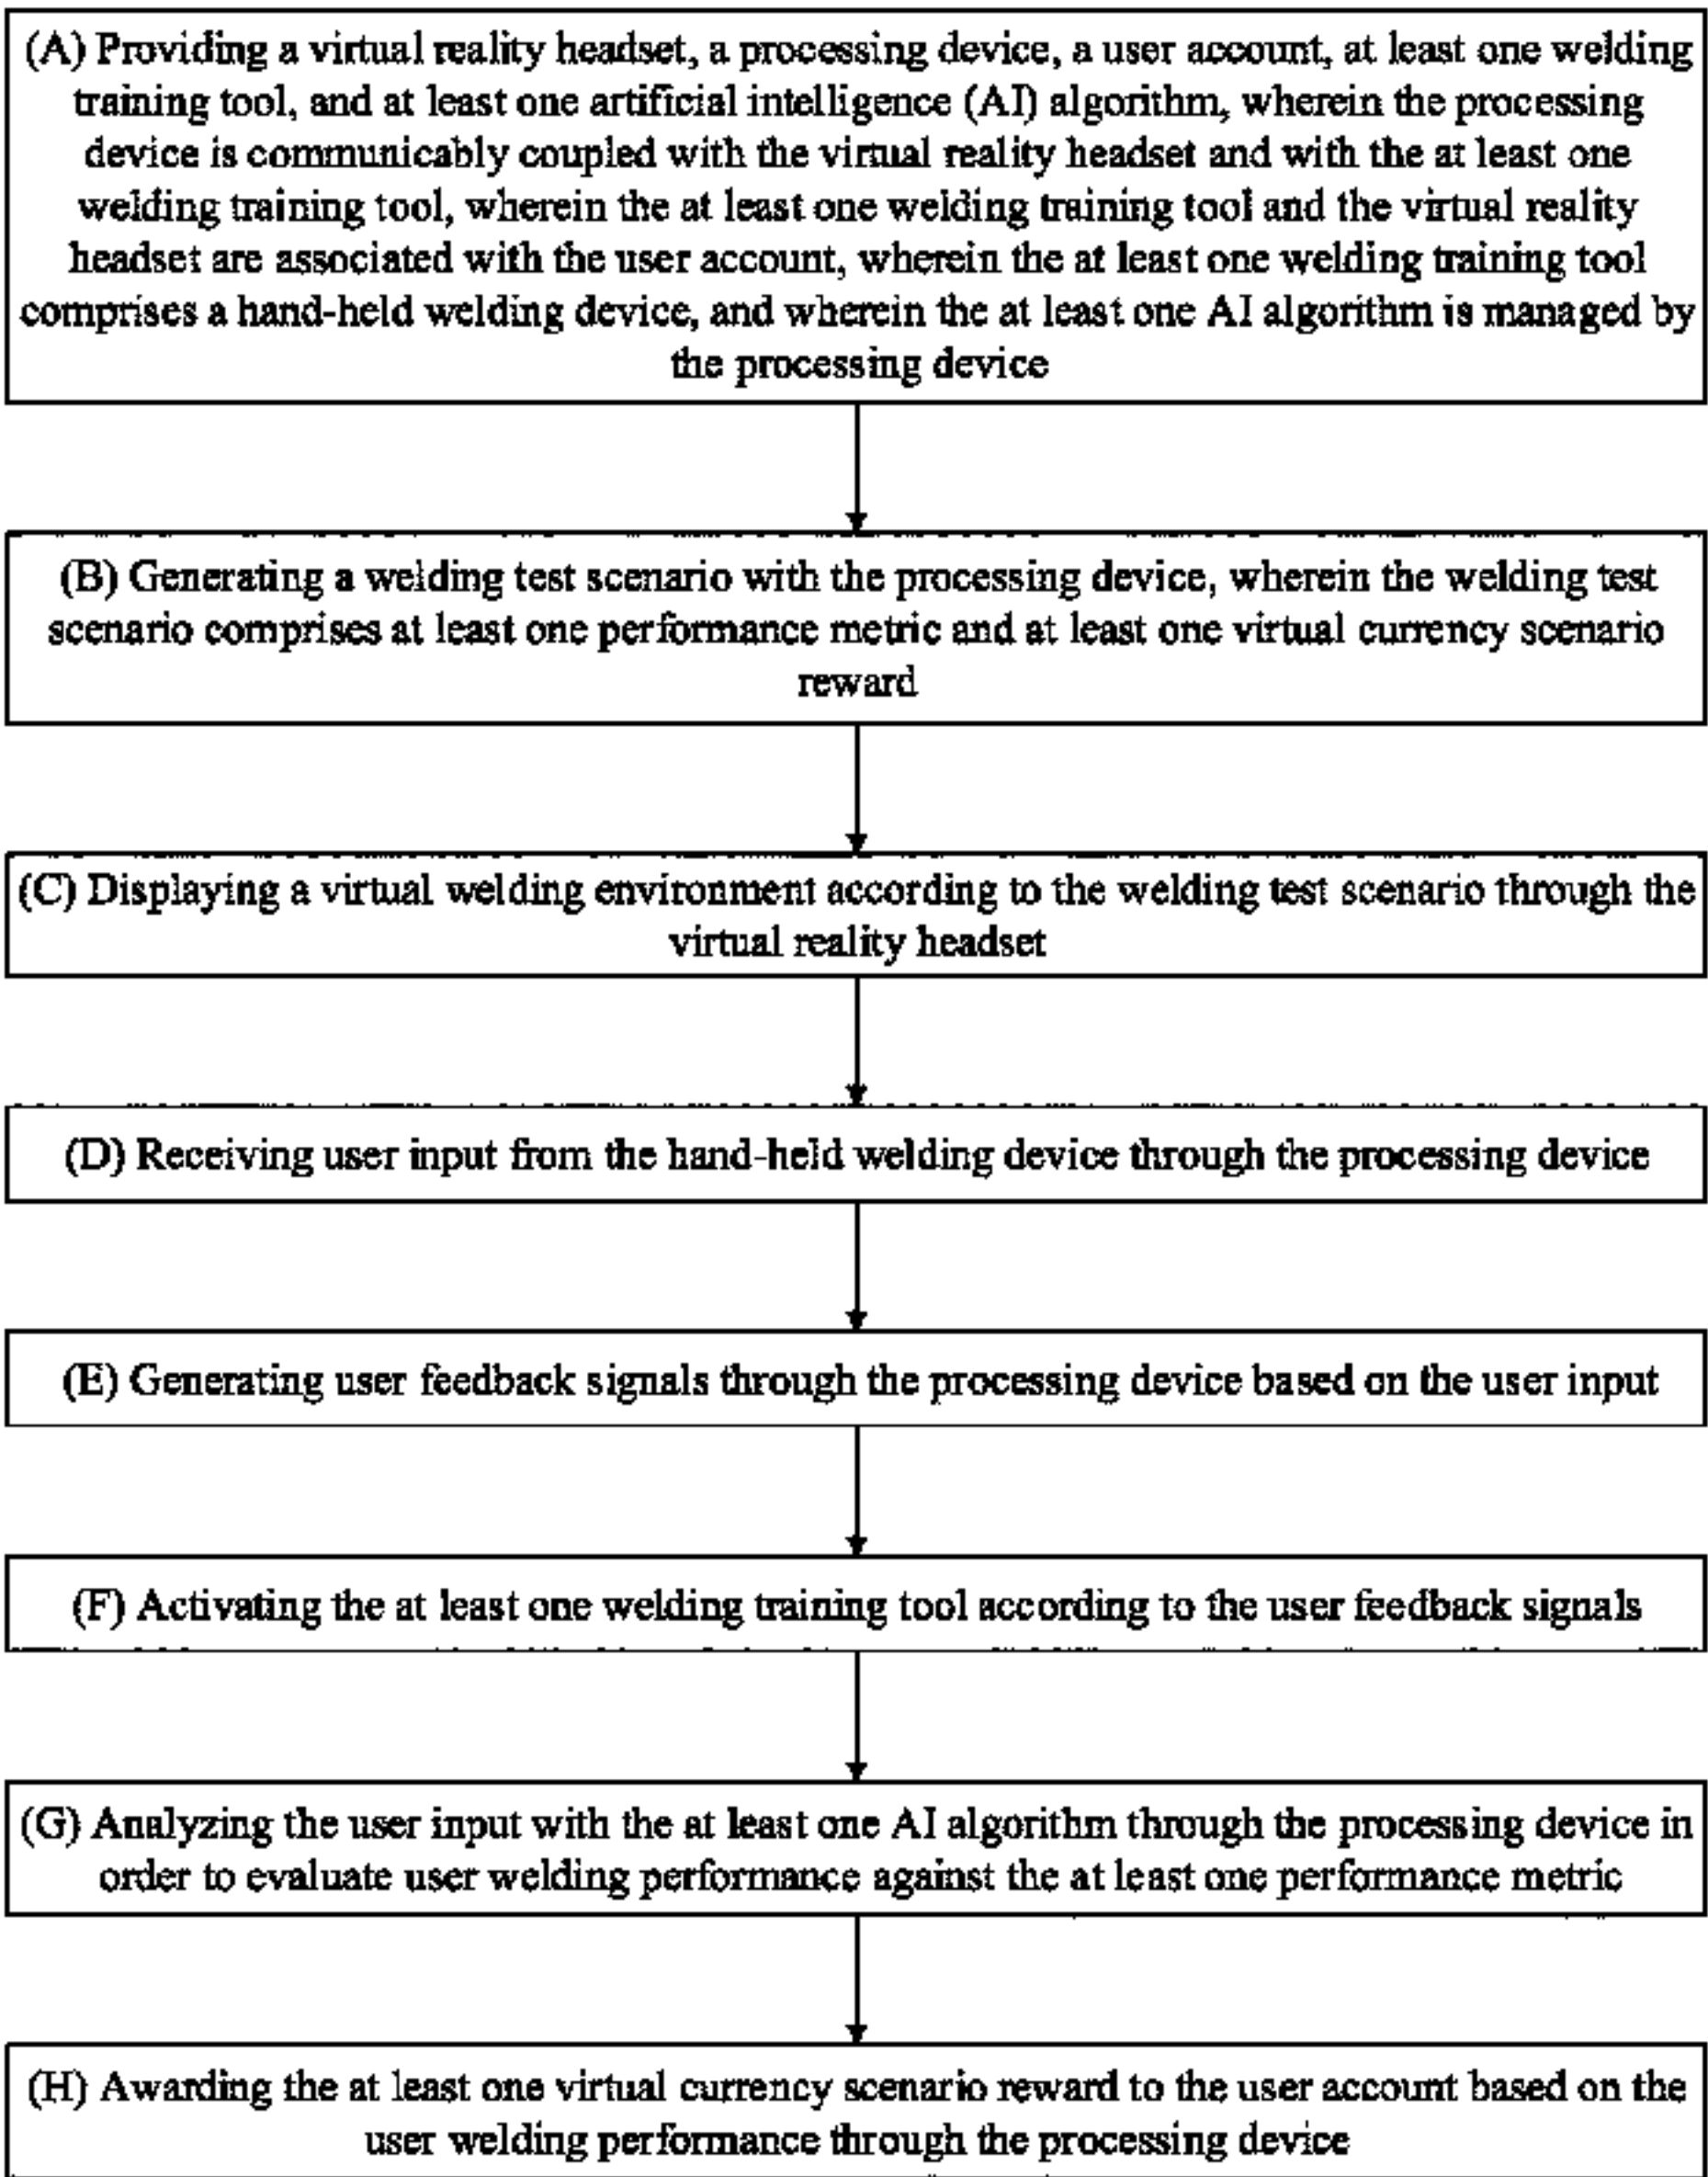 (A) Providing a virtual reality headset, a processing device, a user account, at least one welding
training tool, and at least one artificial intelligence (AI) algorithm, wherein the processing
device is communicably coupled with the virtual reality headset and with the at least one
welding training tool, wherein the at least one welding training tool and the virtual reality
headset are associated with the user account, wherein the at least one welding training tool
comprises a hand-held welding device, and wherein the at least one AI algorithm is managed by
the processing device
(B) Generating a welding test scenario with the processing device, wherein the welding test
scenario comprises at least one performance metric and at least one virtual currency scenario
reward
(C) Displaying a virtual welding environment according to the welding test scenario through the
virtual reality headset
(D) Receiving user input from the hand-held welding device through the processing device
(E) Generating user feedback signals through the processing device based on the user input
(F) Activating the at least one welding training tool according to the user feedback signals
(G) Analyzing the user input with the at least one AI algorithm through the processing device in
order to evaluate user welding performance against the at least one performance metric
(H) Awarding the at least one virtual currency scenario reward to the user account based on the
user welding performance through the processing device